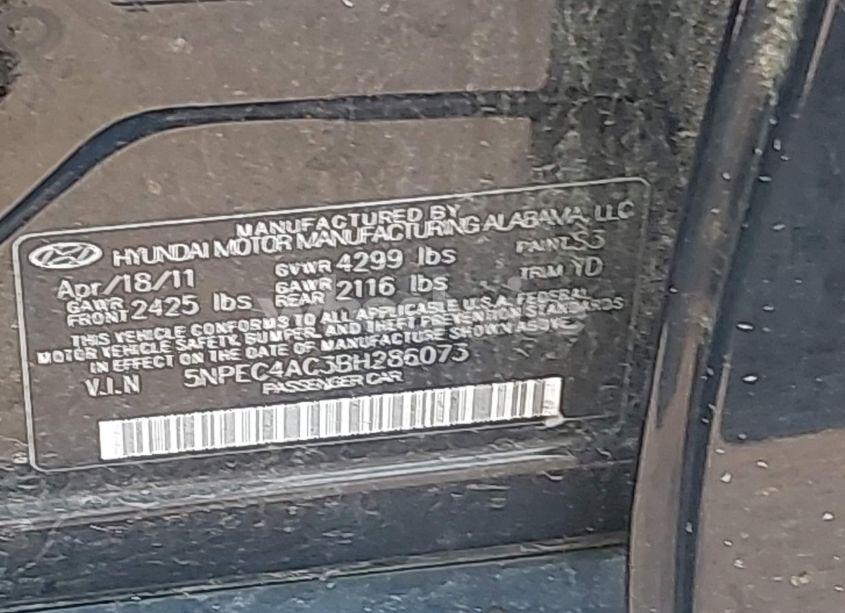 MANUFACTURED BY
HYUNDAI MOTOR MANUFACTURING ALABAMA, LLC
Apr/18/11 GVWR 4299 lbs PAINT S3
GAWR FRONT 2425 lbs GAWR REAR 2116 lbs TRIM YD
THIS VEHICLE CONFORMS TO ALL APPLICABLE U.S.A. FEDERAL
MOTOR VEHICLE SAFETY, BUMPER, AND THEFT PREVENTION STANDARDS
IN EFFECT ON THE DATE OF MANUFACTURE SHOWN ABOVE.
V.I.N 5NPEC4AC3BH286073
PASSENGER CAR